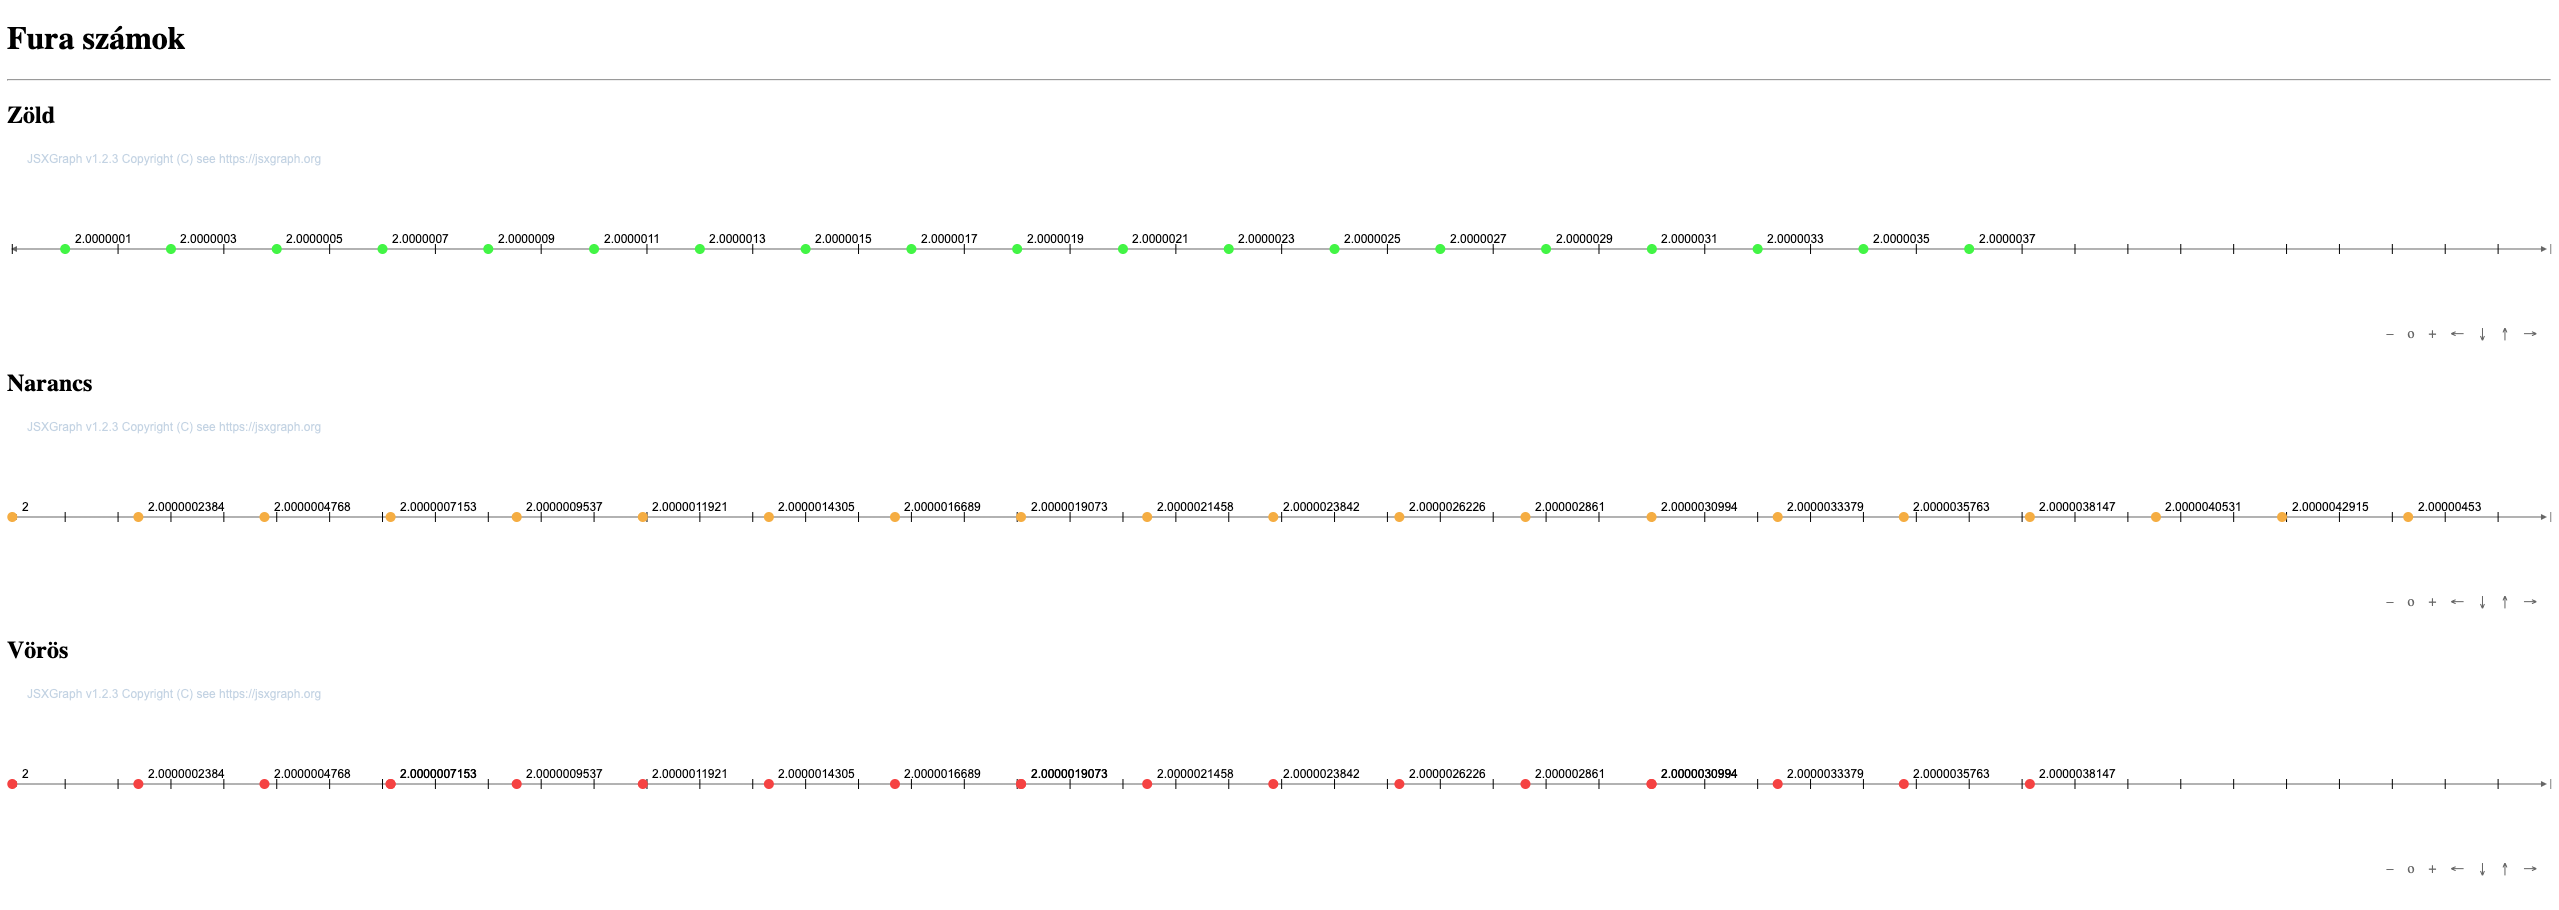 Fura számok
Zöld
JSXGraph v1.2.3 Copyright (C) see https://jsxgraph.org
2.0000001 2.0000003 2.0000005 2.0000007 2.0000009 2.0000011 2.0000013 2.0000015 2.0000017 2.0000019 2.0000021 2.0000023 2.0000025 2.0000027 2.0000029 2.0000031 2.0000033 2.0000035 2.0000037
– o + ← ↓ ↑ →
Narancs
JSXGraph v1.2.3 Copyright (C) see https://jsxgraph.org
2 2.0000002384 2.0000004768 2.0000007153 2.0000009537 2.0000011921 2.0000014305 2.0000016689 2.0000019073 2.0000021458 2.0000023842 2.0000026226 2.000002861 2.0000030994 2.0000033379 2.0000035763 2.0000038147 2.0000040531 2.0000042915 2.00000453
– o + ← ↓ ↑ →
Vörös
JSXGraph v1.2.3 Copyright (C) see https://jsxgraph.org
2 2.0000002384 2.0000004768 2.0000007153 2.0000009537 2.0000011921 2.0000014305 2.0000016689 2.0000019073 2.0000021458 2.0000023842 2.0000026226 2.000002861 2.0000030994 2.0000033379 2.0000035763 2.0000038147
– o + ← ↓ ↑ →